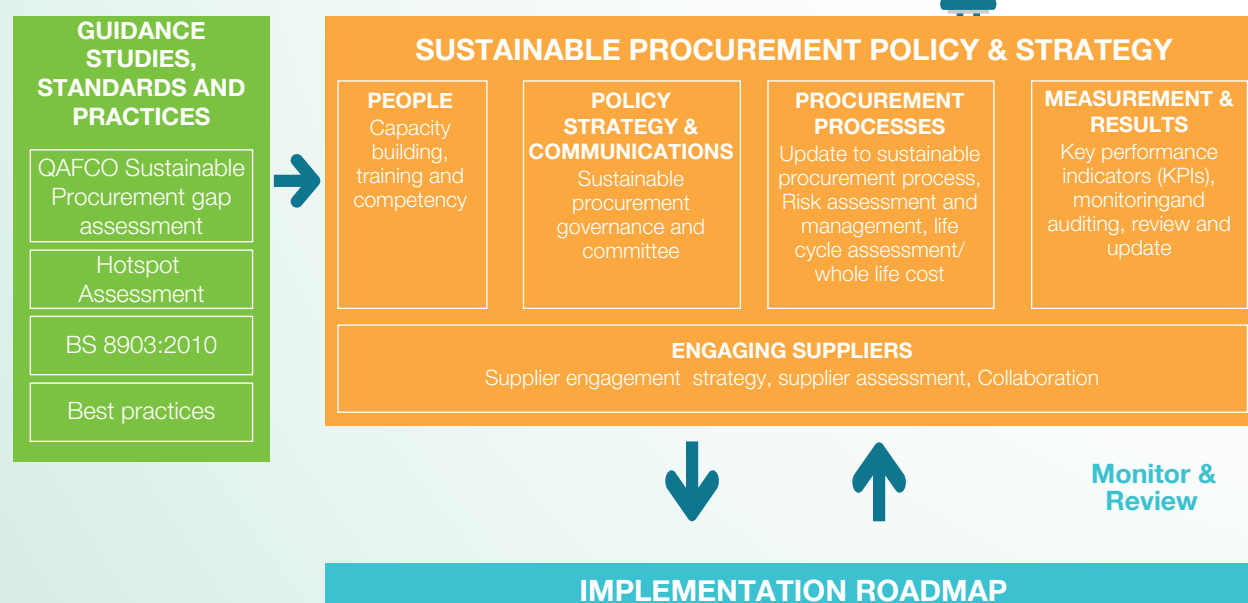 GUIDANCE
STUDIES,
STANDARDS AND
PRACTICES
QAFCO Sustainable
Procurement gap
assessment
Hotspot
Assessment
BS 8903:2010
Best practices
SUSTAINABLE PROCUREMENT POLICY & STRATEGY
PEOPLE
Capacity
building,
training and
competency
POLICY
STRATEGY &
COMMUNICATIONS
Sustainable
procurement
governance and
committee
PROCUREMENT
PROCESSES
Update to sustainable
procurement process,
Risk assessment and
management, life
cycle assessment/
whole life cost
MEASUREMENT &
RESULTS
Key performance
indicators (KPIs),
monitoringand
auditing, review and
update
ENGAGING SUPPLIERS
Supplier engagement strategy, supplier assessment, Collaboration
Monitor &
Review
IMPLEMENTATION ROADMAP